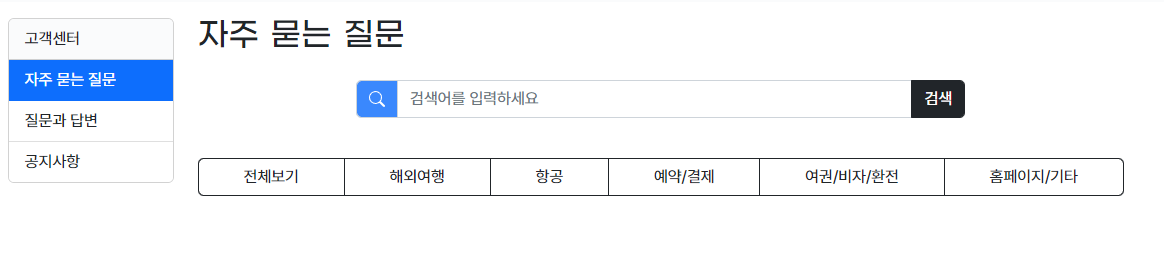 고객센터
자주 묻는 질문
질문과 답변
공지사항
자주 묻는 질문
검색어를 입력하세요 검색
전체보기 해외여행 항공 예약/결제 여권/비자/환전 홈페이지/기타